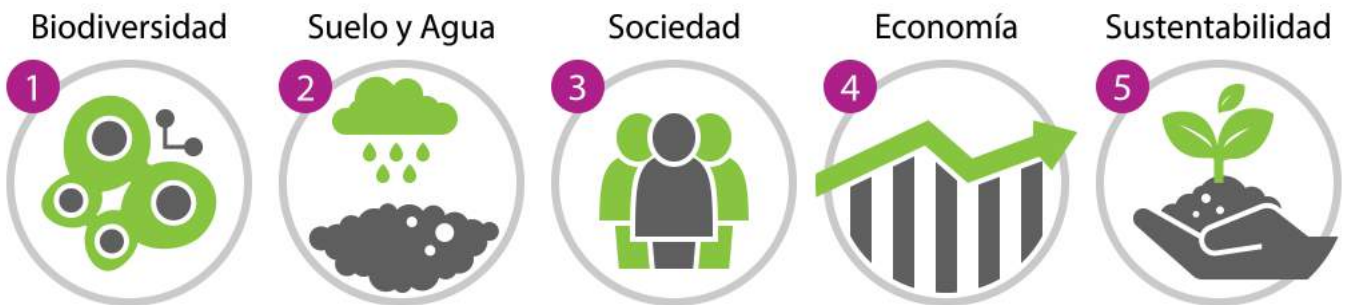 Biodiversidad
Suelo y Agua
Sociedad
Economía
Sustentabilidad
1
2
3
4
5